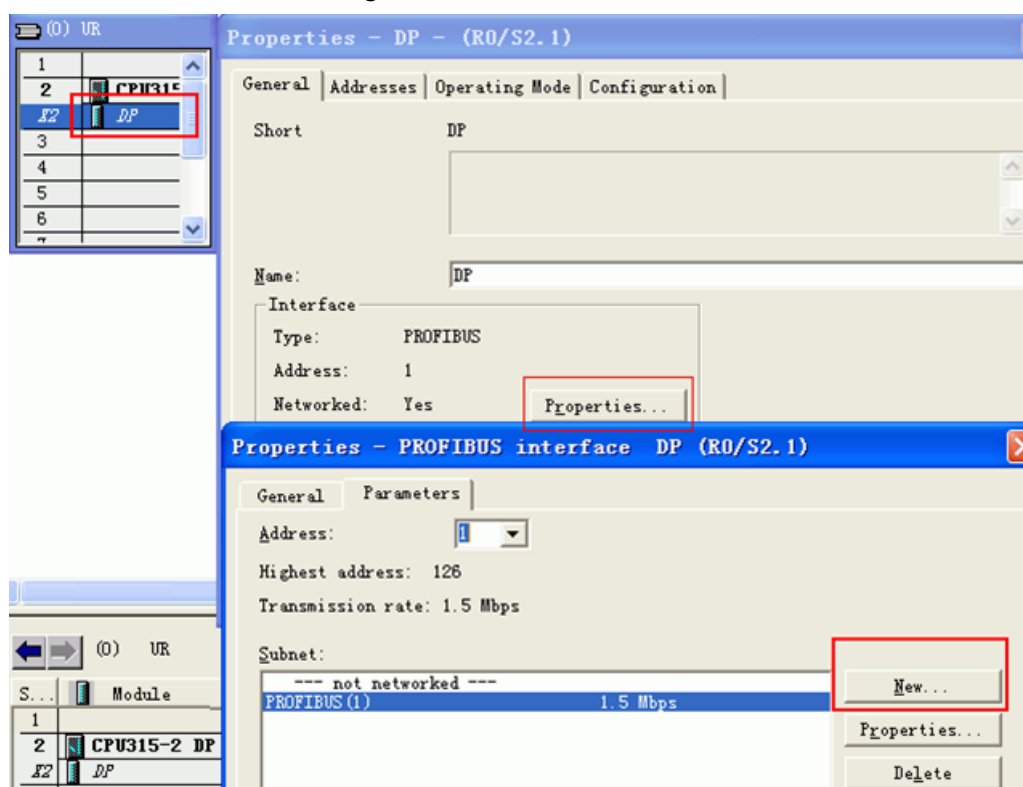 (0) UR
1
2 CPU315
X2 DP
3
4
5
6
7
Properties - DP - (R0/S2.1)
General Addresses Operating Mode Configuration
Short DP
Name: DP
Interface
Type: PROFIBUS
Address: 1
Networked: Yes Properties...
Properties - PROFIBUS interface DP (R0/S2.1)
General Parameters
Address: 1
Highest address: 126
Transmission rate: 1.5 Mbps
Subnet:
--- not networked ---
PROFIBUS(1) 1.5 Mbps
New...
Properties...
Delete
(0) UR
S... Module
1
2 CPU315-2 DP
X2 DP